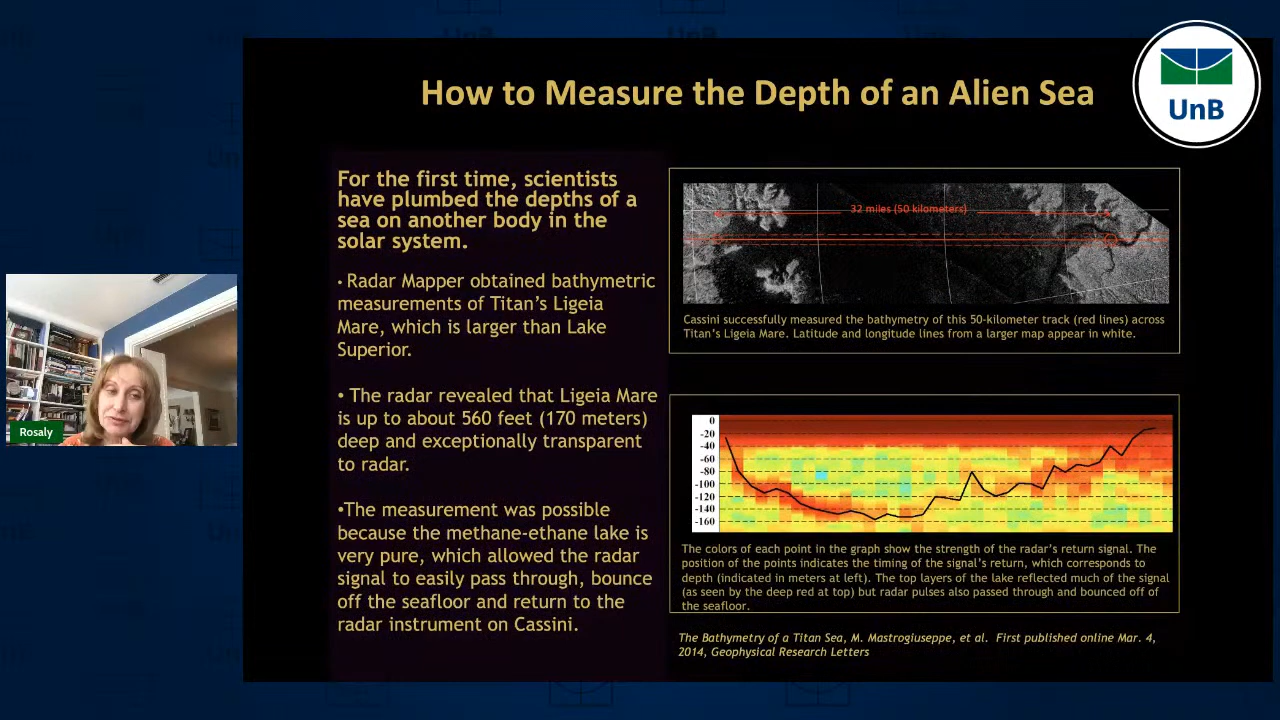 How to Measure the Depth of an Alien Sea
UnB
For the first time, scientists
have plumbed the depths of a
sea on another body in the
solar system.
• Radar Mapper obtained bathymetric
measurements of Titan's Ligeia
Mare, which is larger than Lake
Superior.
• The radar revealed that Ligeia Mare
is up to about 560 feet (170 meters)
deep and exceptionally transparent
to radar.
•The measurement was possible
because the methane-ethane lake is
very pure, which allowed the radar
signal to easily pass through, bounce
off the seafloor and return to the
radar instrument on Cassini.
32 miles (50 kilometers)
Cassini successfully measured the bathymetry of this 50-kilometer track (red lines) across
Titan's Ligeia Mare. Latitude and longitude lines from a larger map appear in white.
0
-20
-40
-60
-80
-100
-120
-140
-160
The colors of each point in the graph show the strength of the radar's return signal. The
position of the points indicates the timing of the signal's return, which corresponds to
depth (indicated in meters at left). The top layers of the lake reflected much of the signal
(as seen by the deep red at top) but radar pulses also passed through and bounced off of
the seafloor.
The Bathymetry of a Titan Sea, M. Mastrogiuseppe, et al. First published online Mar. 4,
2014, Geophysical Research Letters
Rosaly